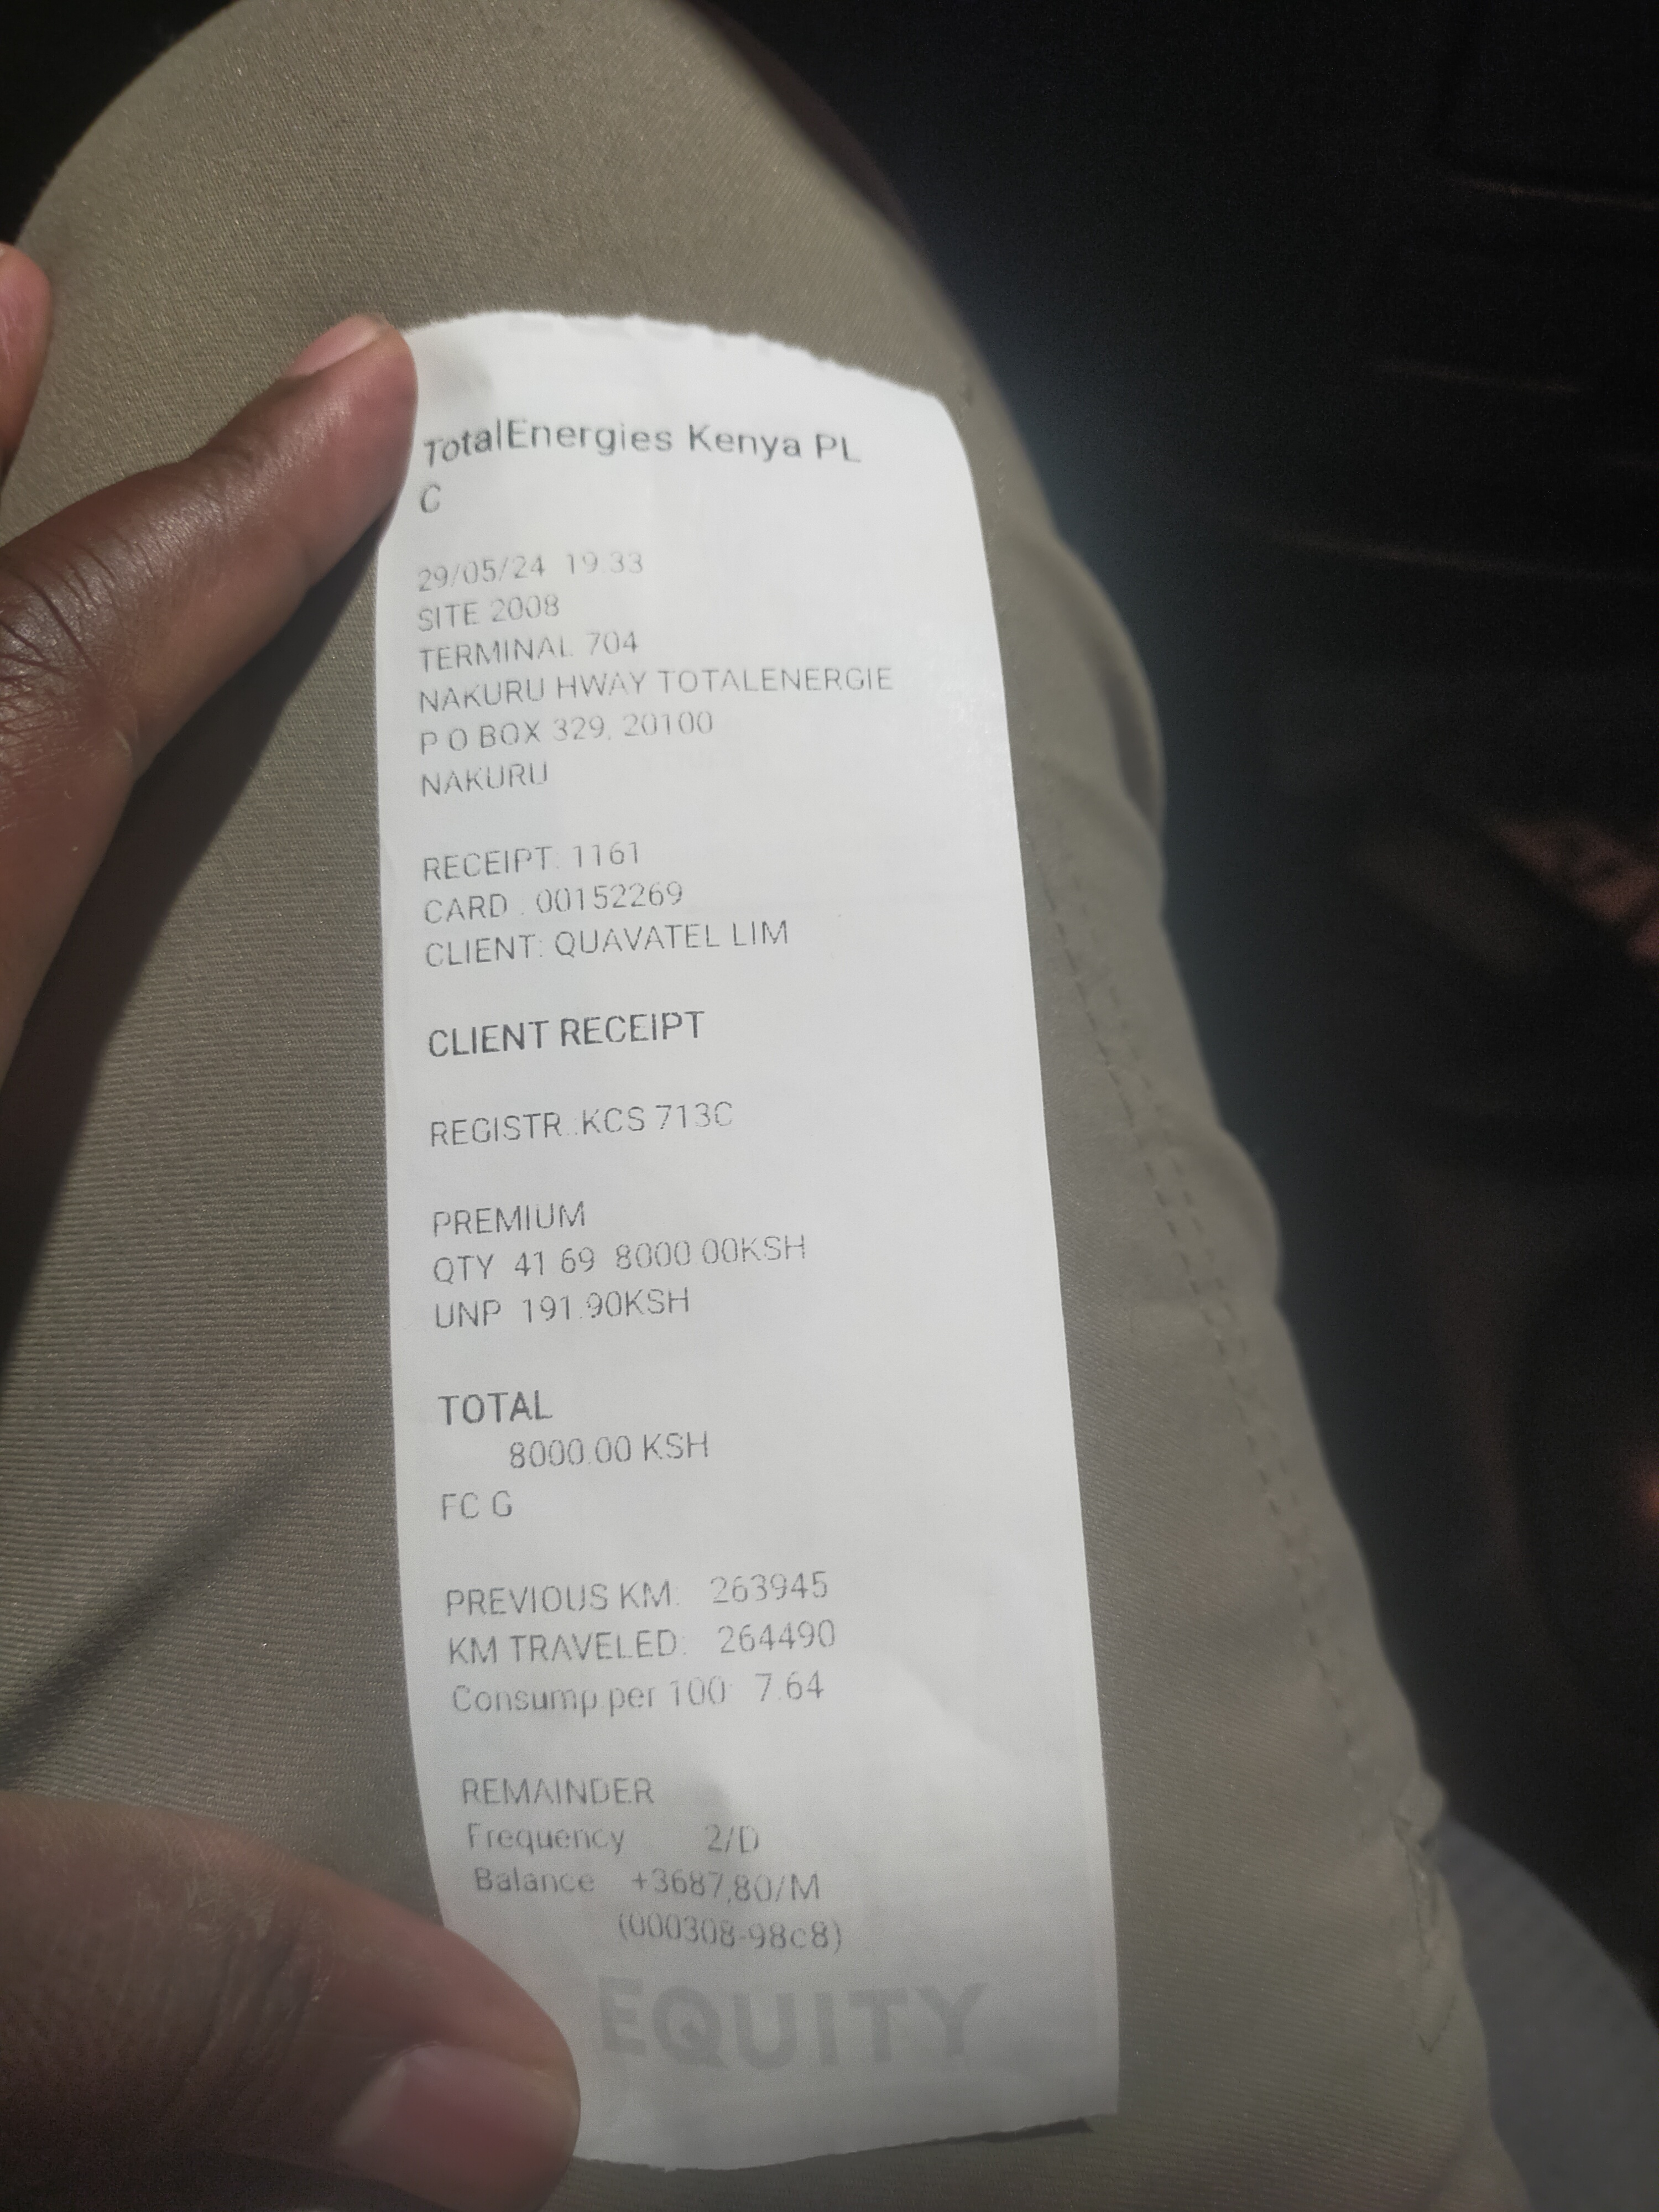 TotalEnergies Kenya PL
C
29/05/24 19:33
SITE 2008
TERMINAL 704
NAKURU HWAY TOTALENERGIE
P O BOX 329, 20100
NAKURU
RECEIPT: 1161
CARD : 00152269
CLIENT: QUAVATEL LIM
CLIENT RECEIPT
REGISTR.:KCS 713C
PREMIUM
QTY 41.69 8000.00KSH
UNP 191.90KSH
TOTAL
8000.00 KSH
FC G
PREVIOUS KM: 263945
KM TRAVELED: 264490
Consump.per 100: 7.64
REMAINDER
Frequency 2/D
Balance +3687,80/M
(000308-98c8)
EQUITY